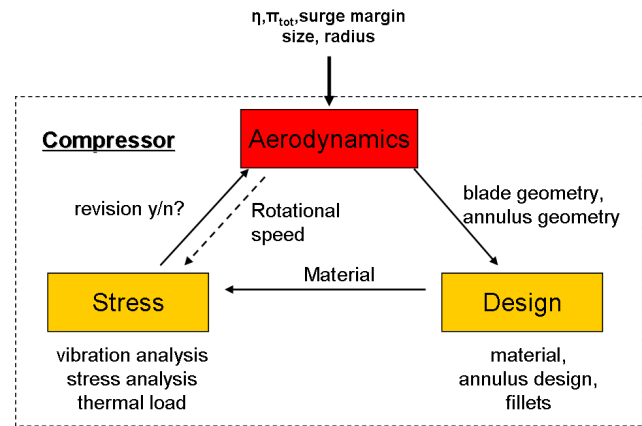 η,π_tot,surge margin
size, radius
Compressor
Aerodynamics
revision y/n?
Rotational
speed
blade geometry,
annulus geometry
Material
Stress
Design
vibration analysis
stress analysis
thermal load
material,
annulus design,
fillets